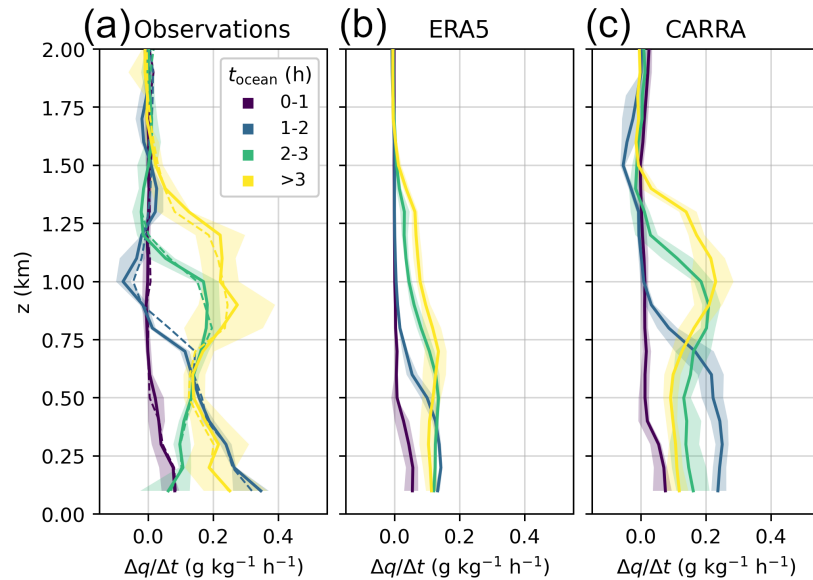 (a) Observations
(b) ERA5
(c) CARRA
t_ocean (h)
0-1
1-2
2-3
>3
z (km)
2.00
1.75
1.50
1.25
1.00
0.75
0.50
0.25
0.00
0.0 0.2 0.4
0.0 0.2 0.4
0.0 0.2 0.4
Δq/Δt (g kg⁻¹ h⁻¹)
Δq/Δt (g kg⁻¹ h⁻¹)
Δq/Δt (g kg⁻¹ h⁻¹)